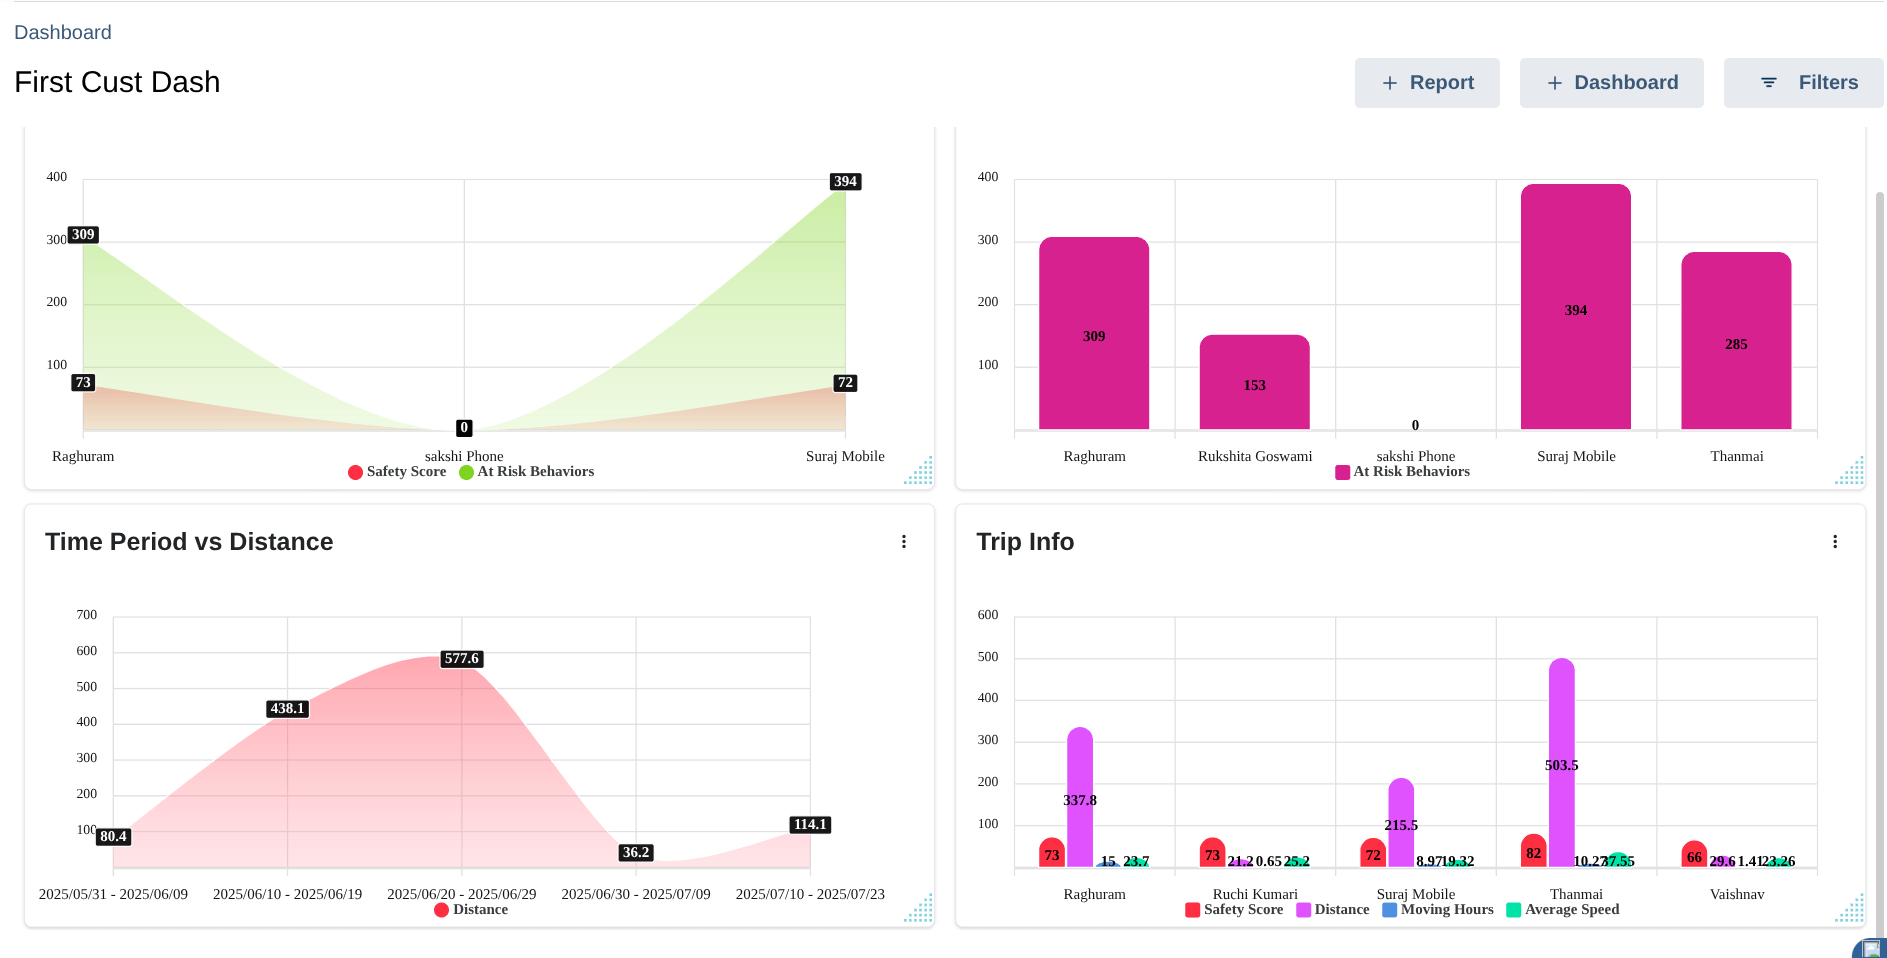 Dashboard
First Cust Dash
+ Report
+ Dashboard
Filters
400
300
200
100
309
394
73
0
72
Raghuram
sakshi Phone
Suraj Mobile
Safety Score
At Risk Behaviors
400
300
200
100
309
153
0
394
285
Raghuram
Rukshita Goswami
sakshi Phone
Suraj Mobile
Thanmai
At Risk Behaviors
Time Period vs Distance
700
600
500
400
300
200
100
80.4
438.1
577.6
36.2
114.1
2025/05/31 - 2025/06/09
2025/06/10 - 2025/06/19
2025/06/20 - 2025/06/29
2025/06/30 - 2025/07/09
2025/07/10 - 2025/07/23
Distance
Trip Info
600
500
400
300
200
100
73
337.8
15
23.7
73
21.2
0.65
25.2
72
215.5
8.97
19.32
82
503.5
10.27
37.55
66
29.6
1.41
23.26
Raghuram
Ruchi Kumari
Suraj Mobile
Thanmai
Vaishnav
Safety Score
Distance
Moving Hours
Average Speed